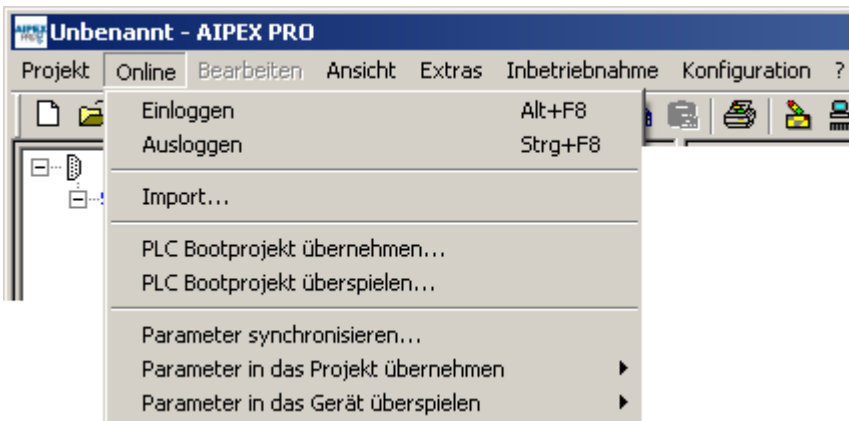 Unbenannt - AIPEX PRO
Projekt Online Bearbeiten Ansicht Extras Inbetriebnahme Konfiguration ?
Einloggen Alt+F8
Ausloggen Strg+F8
Import...
PLC Bootprojekt übernehmen...
PLC Bootprojekt überspielen...
Parameter synchronisieren...
Parameter in das Projekt übernehmen
Parameter in das Gerät überspielen